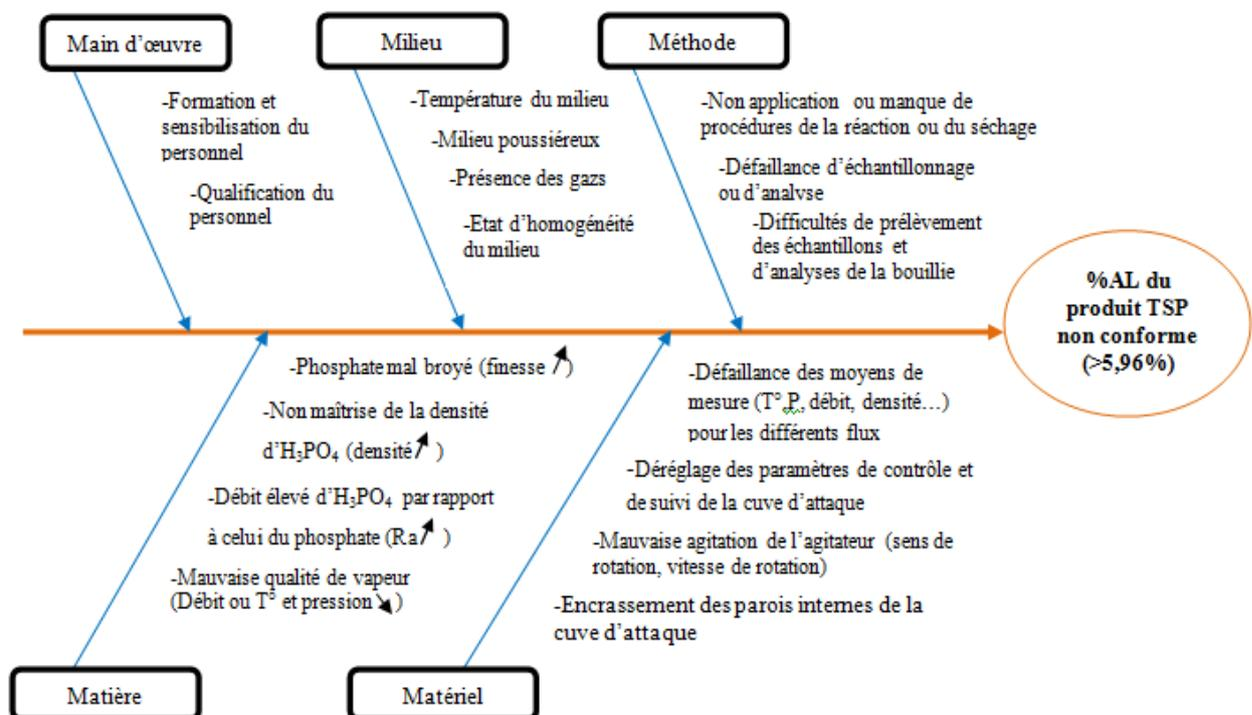 Main d'œuvre
Milieu
Méthode
-Formation et
sensibilisation du
personnel
-Qualification du
personnel
-Température du milieu
-Milieu poussiéreux
-Présence des gazs
-Etat d'homogénéité
du milieu
-Non application ou manque de
procédures de la réaction ou du séchage
-Défaillance d'échantillonnage
ou d'analyse
-Difficultés de prélèvement
des échantillons et
d'analyses de la bouillie
%AL du
produit TSP
non conforme
(>5,96%)
-Phosphate mal broyé (finesse ↗)
-Non maîtrise de la densité
d'H₃PO₄ (densité ↗ )
-Débit élevé d'H₃PO₄ par rapport
à celui du phosphate (Ra ↗ )
-Mauvaise qualité de vapeur
(Débit ou T° et pression ↘ )
-Défaillance des moyens de
mesure (T° P, débit, densité…)
pour les différents flux
-Déréglage des paramètres de contrôle et
de suivi de la cuve d'attaque
-Mauvaise agitation de l'agitateur (sens de
rotation, vitesse de rotation)
-Encrassement des parois internes de la
cuve d'attaque
Matière
Matériel